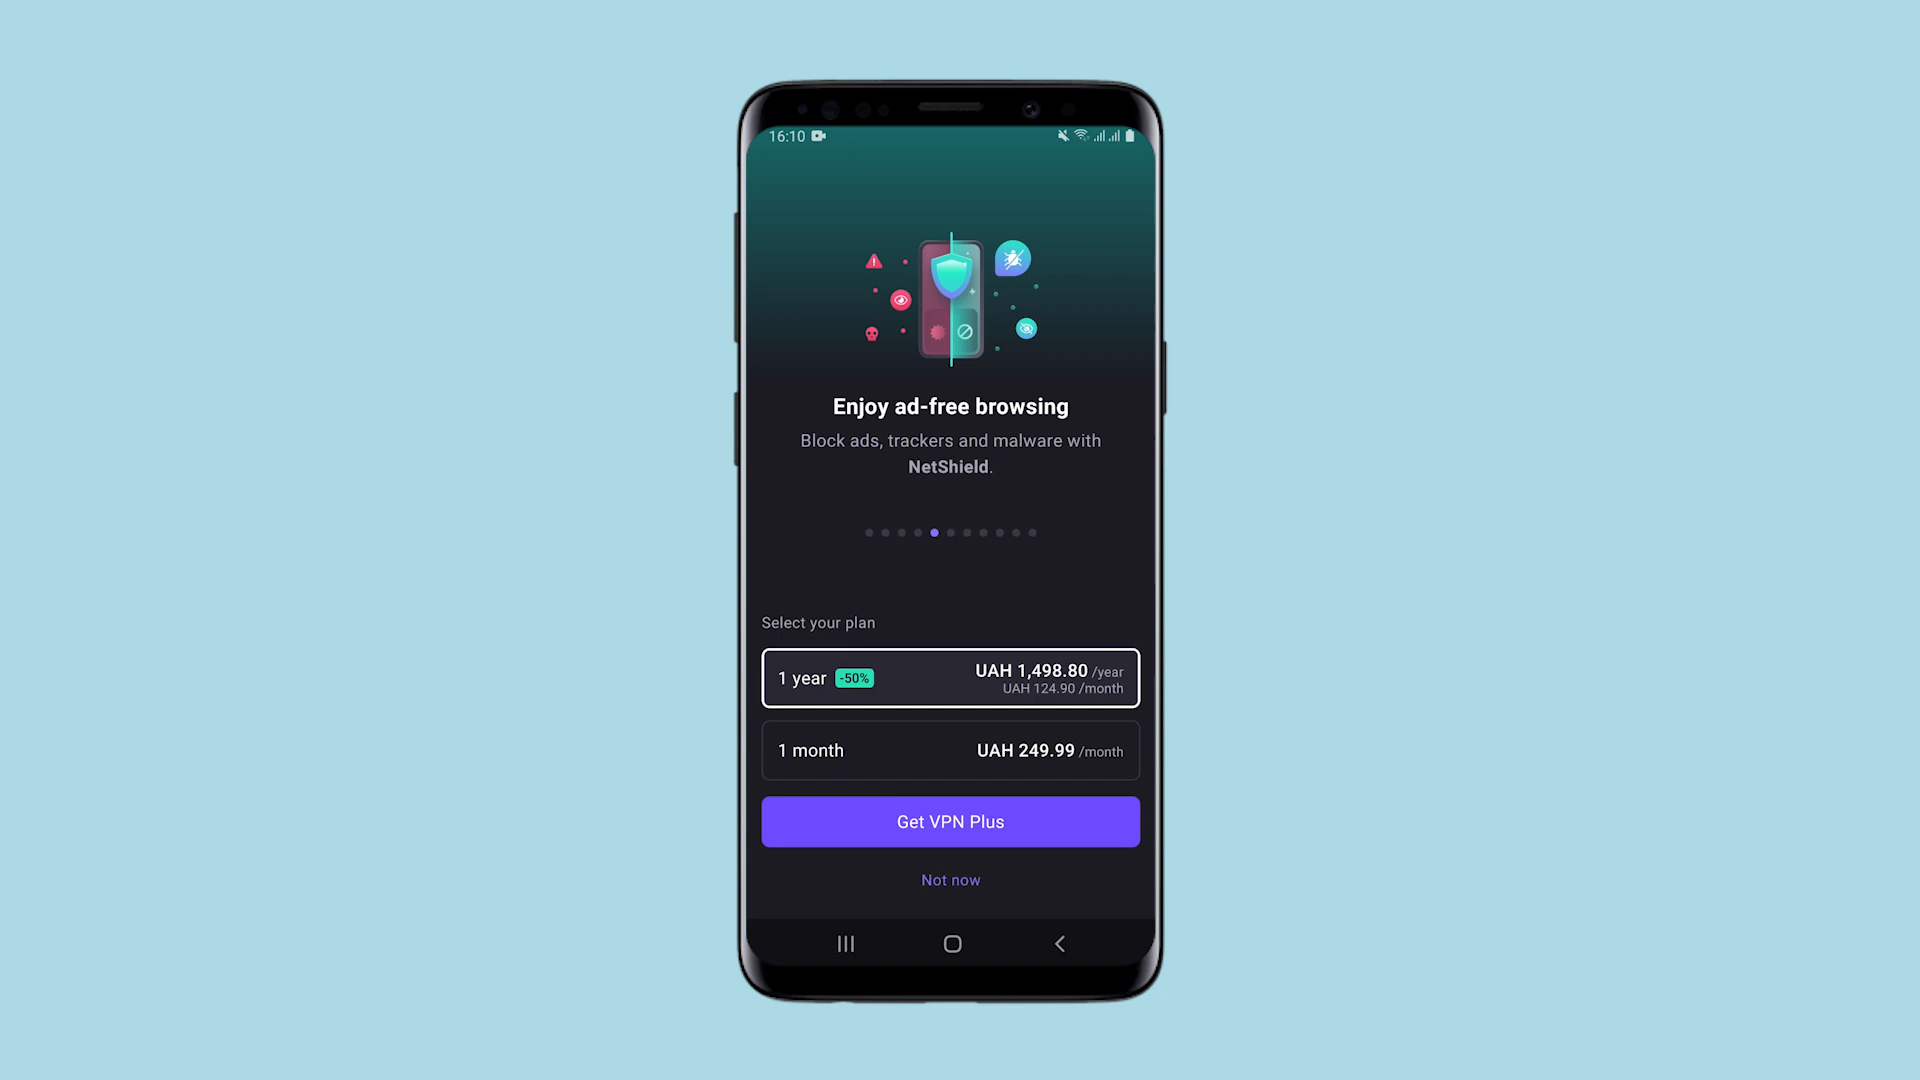 16:10
Enjoy ad-free browsing
Block ads, trackers and malware with
NetShield.
Select your plan
1 year -50% UAH 1,498.80 /year
UAH 124.90 /month
1 month UAH 249.99 /month
Get VPN Plus
Not now